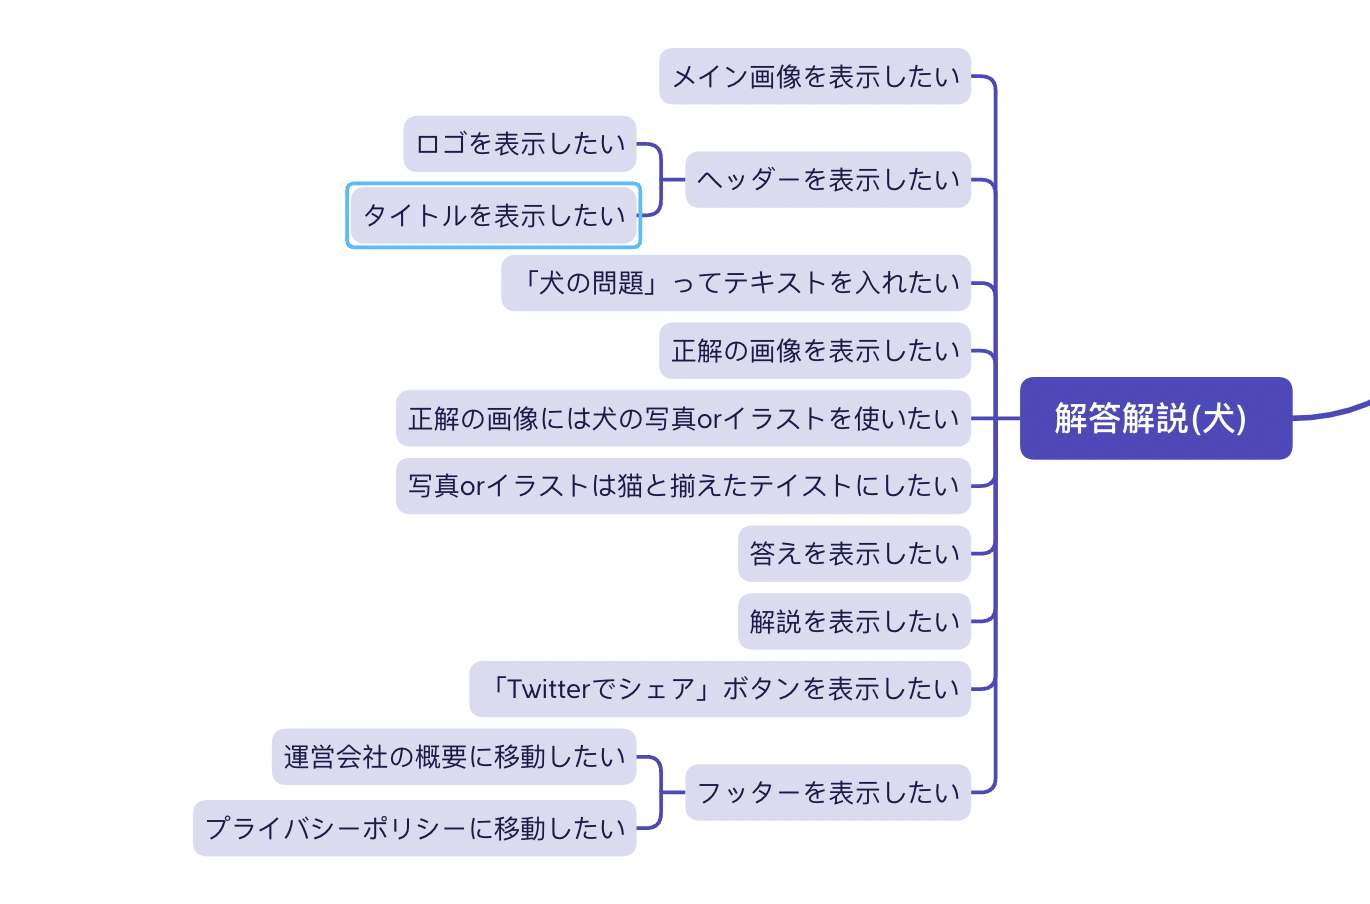 メイン画像を表示したい
ロゴを表示したい
ヘッダーを表示したい
タイトルを表示したい
「犬の問題」ってテキストを入れたい
正解の画像を表示したい
正解の画像には犬の写真orイラストを使いたい
解答解説(犬)
写真orイラストは猫と揃えたテイストにしたい
答えを表示したい
解説を表示したい
「Twitterでシェア」ボタンを表示したい
運営会社の概要に移動したい
フッターを表示したい
プライバシーポリシーに移動したい